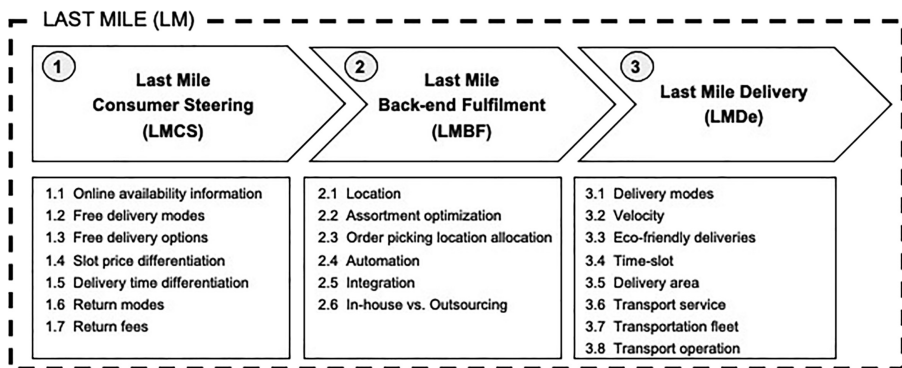 LAST MILE (LM)
1
Last Mile
Consumer Steering
(LMCS)
2
Last Mile
Back-end Fulfilment
(LMBF)
3
Last Mile Delivery
(LMDe)
1.1 Online availability information
1.2 Free delivery modes
1.3 Free delivery options
1.4 Slot price differentiation
1.5 Delivery time differentiation
1.6 Return modes
1.7 Return fees
2.1 Location
2.2 Assortment optimization
2.3 Order picking location allocation
2.4 Automation
2.5 Integration
2.6 In-house vs. Outsourcing
3.1 Delivery modes
3.2 Velocity
3.3 Eco-friendly deliveries
3.4 Time-slot
3.5 Delivery area
3.6 Transport service
3.7 Transportation fleet
3.8 Transport operation